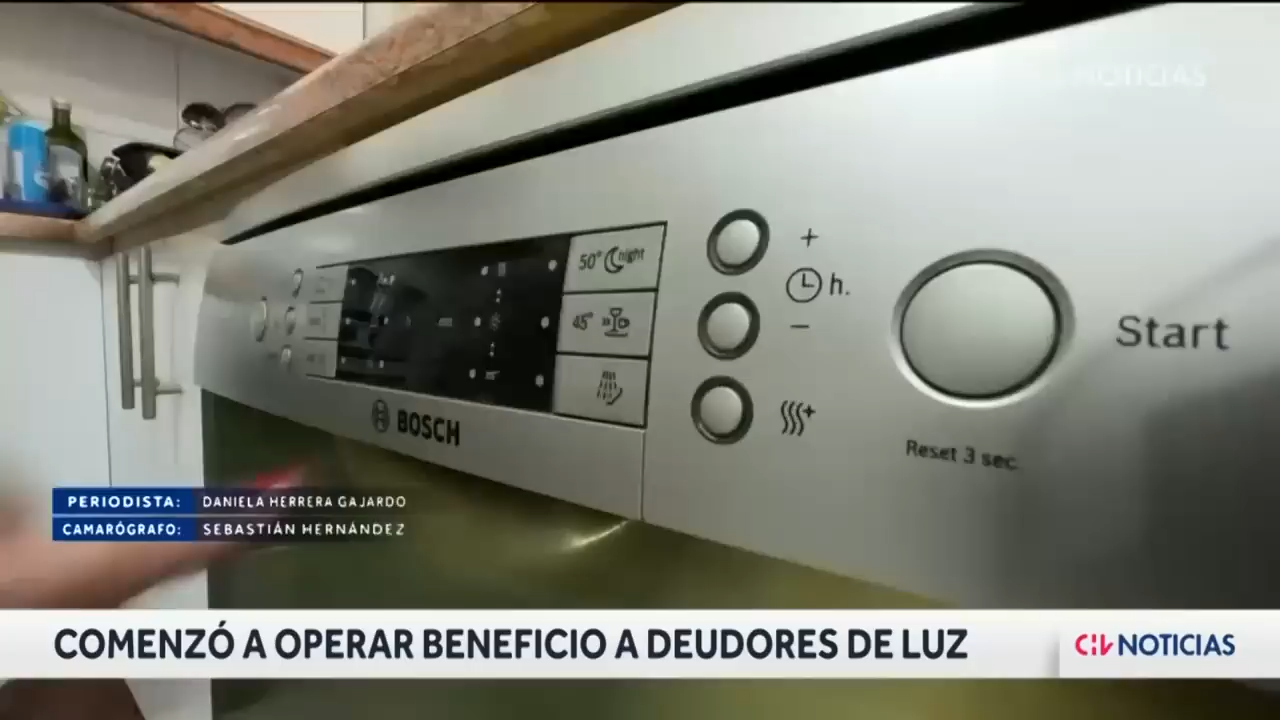 NOTICIAS
50° night
+
h.
45°
−
Start
BOSCH
Reset 3 sec.
PERIODISTA: DANIELA HERRERA GAJARDO
CAMARÓGRAFO: SEBASTIÁN HERNÁNDEZ
COMENZÓ A OPERAR BENEFICIO A DEUDORES DE LUZ
CHV NOTICIAS